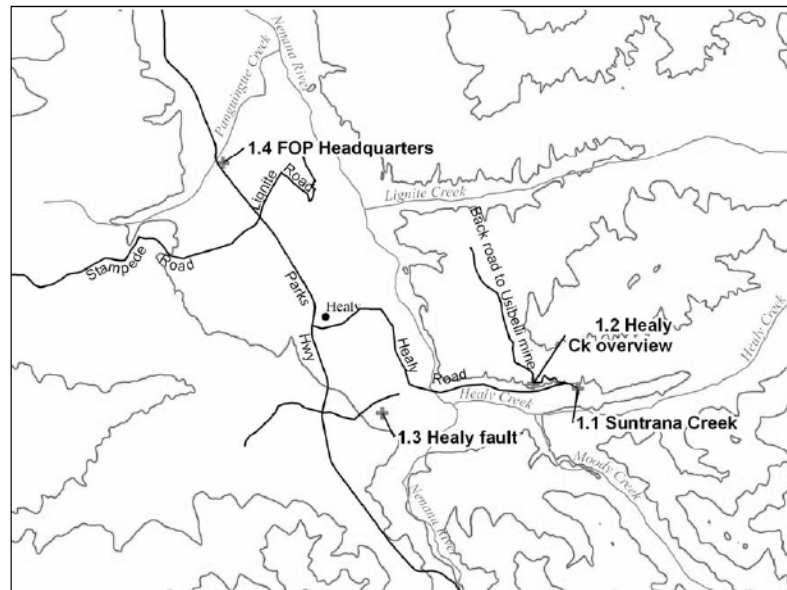 Nenana River
Panguingue Creek
1.4 FOP Headquarters
Lignite Road
Lignite Creek
Stampede Road
Back road to Usibelli mine
Parks Hwy
Healy
1.2 Healy
Ck overview
Healy Creek
Healy Road
Healy Creek
1.1 Suntrana Creek
1.3 Healy fault
Moody Creek
Nenana River